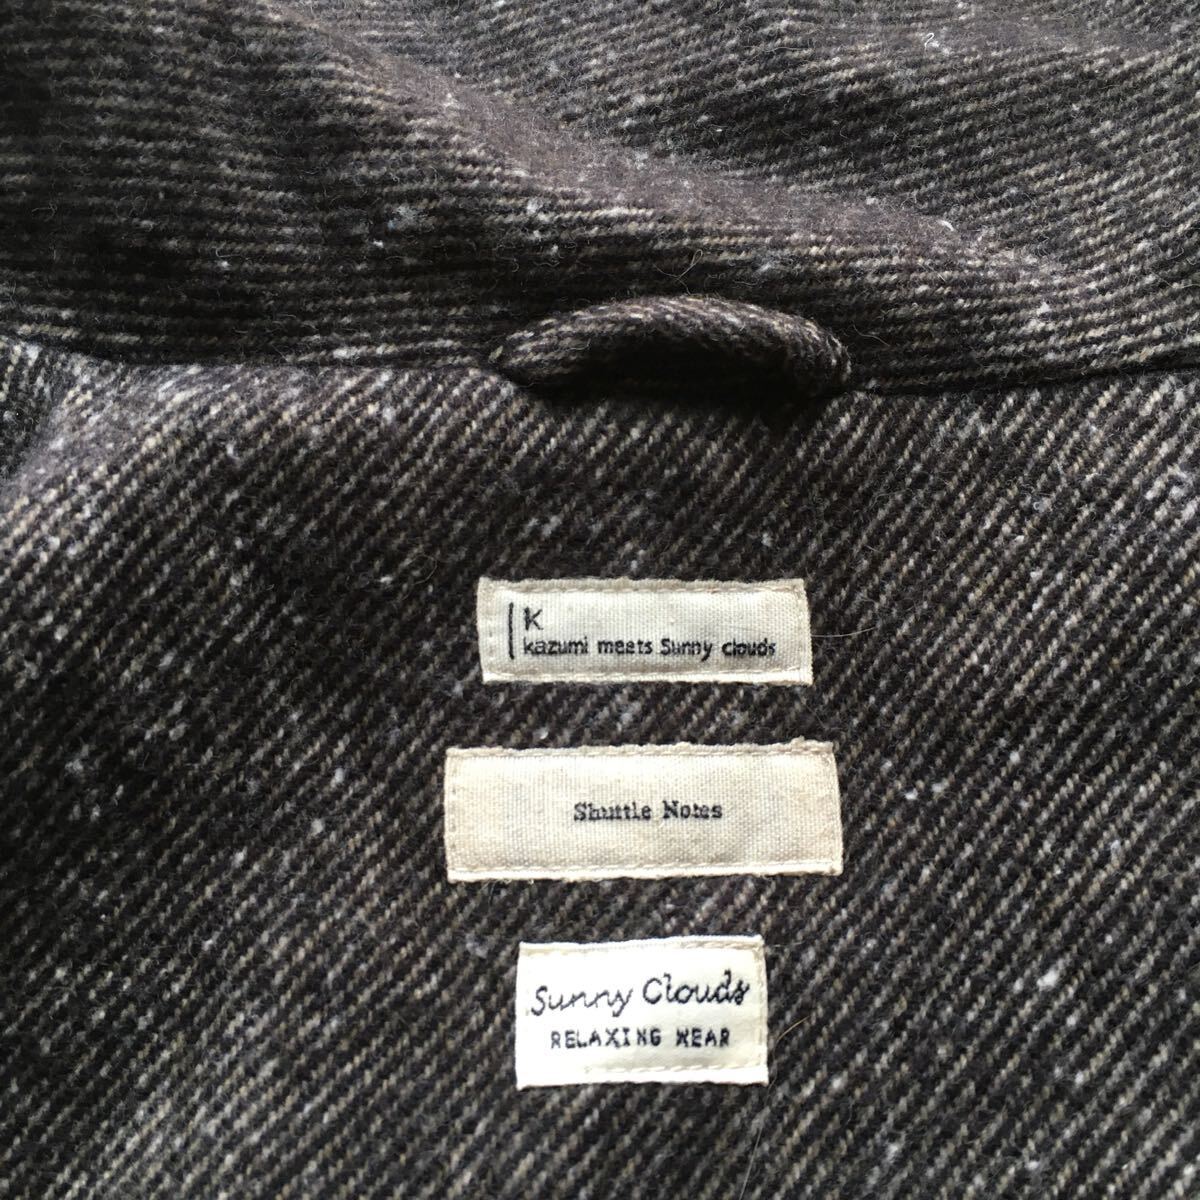 K
kazumi meets Sunny clouds
Shuttle Notes
Sunny Clouds
RELAXING WEAR